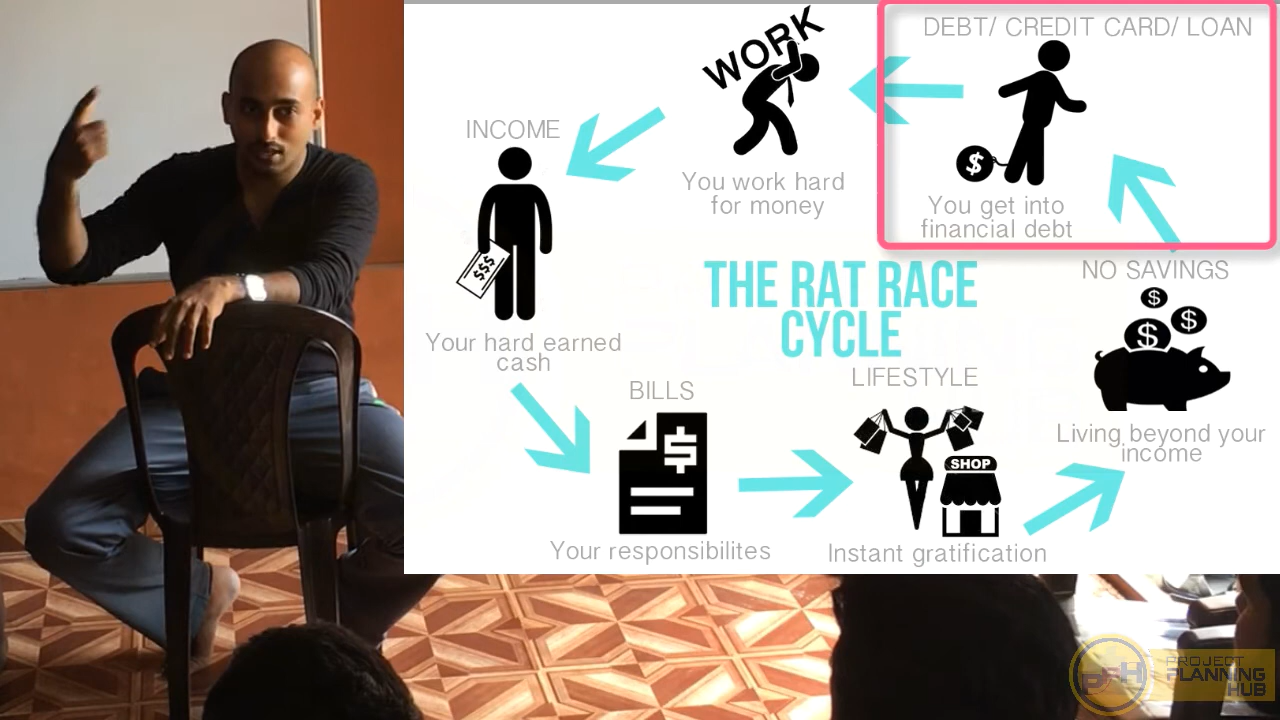 DEBT/ CREDIT CARD/ LOAN
WORK
INCOME
$
You work hard
for money
You get into
financial debt
$$$
THE RAT RACE
CYCLE
NO SAVINGS
$
$
$
Your hard earned
cash
BILLS
LIFESTYLE
$
SHOP
Living beyond your
income
Your responsibilites
Instant gratification
PPH
PROJECT
PLANNING
HUB